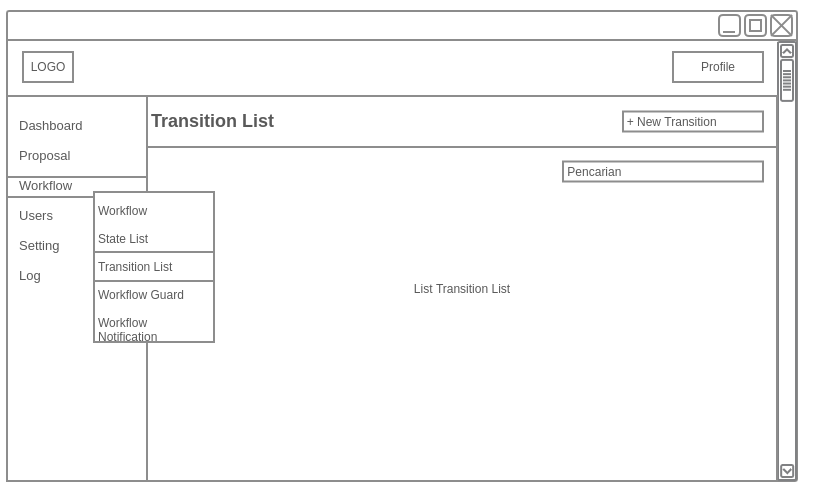 LOGO
Profile
Dashboard
Proposal
Workflow
Users
Setting
Log
Workflow
State List
Transition List
Workflow Guard
Workflow
Notification
Transition List
+ New Transition
Pencarian
List Transition List